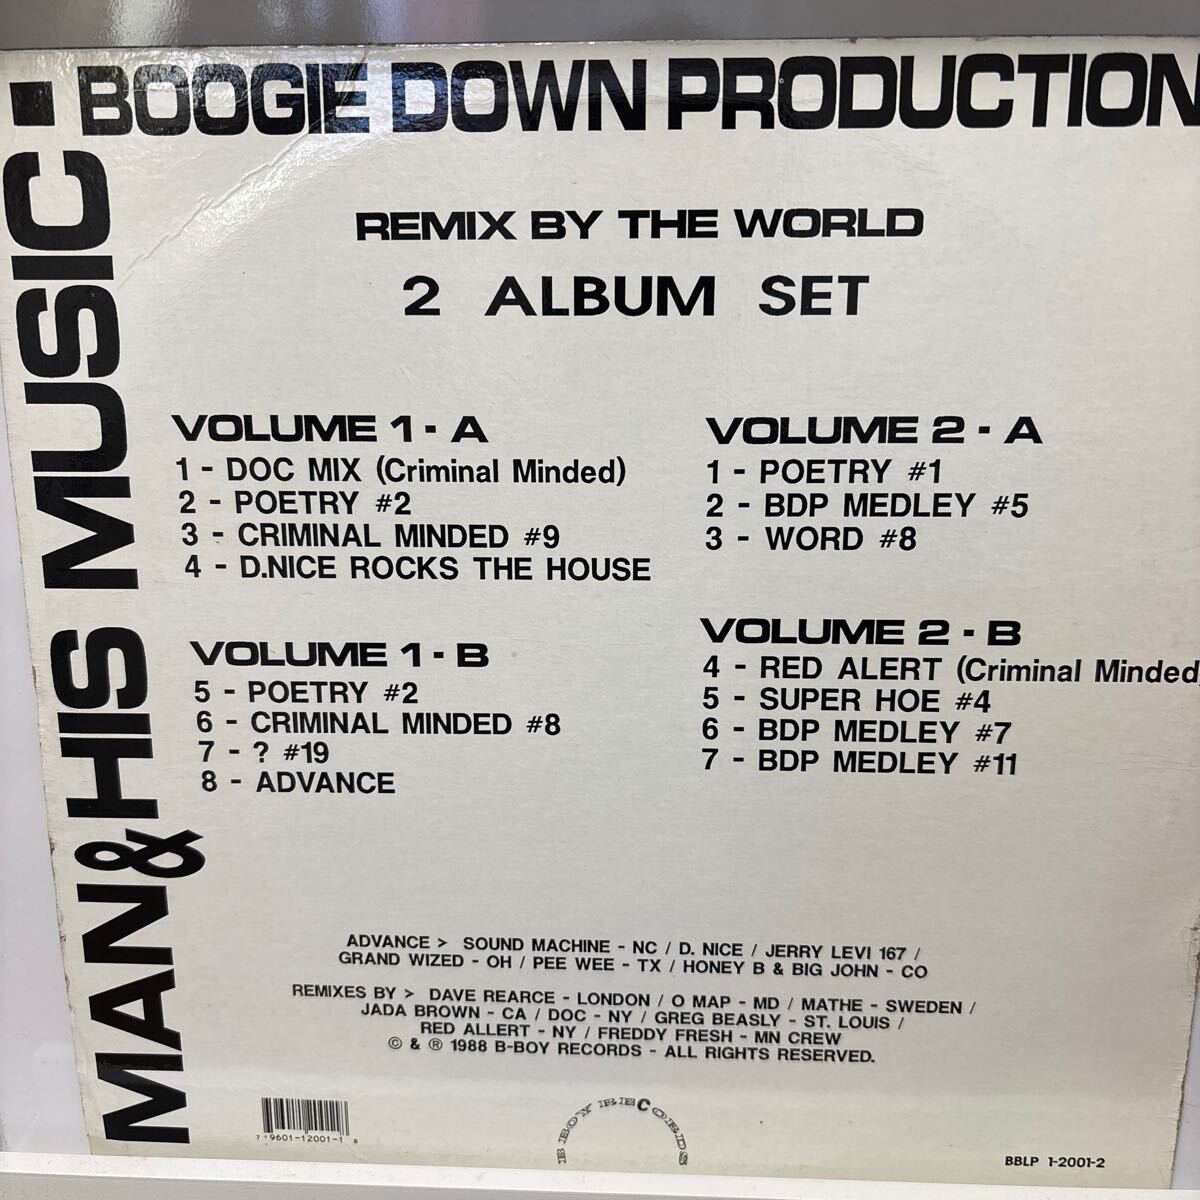 BOOGIE DOWN PRODUCTION
MAN & HIS MUSIC
REMIX BY THE WORLD
2 ALBUM SET
VOLUME 1 - A
1 - DOC MIX (Criminal Minded)
2 - POETRY #2
3 - CRIMINAL MINDED #9
4 - D.NICE ROCKS THE HOUSE
VOLUME 1 - B
5 - POETRY #2
6 - CRIMINAL MINDED #8
7 - ? #19
8 - ADVANCE
VOLUME 2 - A
1 - POETRY #1
2 - BDP MEDLEY #5
3 - WORD #8
VOLUME 2 - B
4 - RED ALERT (Criminal Minded
5 - SUPER HOE #4
6 - BDP MEDLEY #7
7 - BDP MEDLEY #11
ADVANCE > SOUND MACHINE - NC / D. NICE / JERRY LEVI 167 /
GRAND WIZED - OH / PEE WEE - TX / HONEY B & BIG JOHN - CO
REMIXES BY > DAVE REARCE - LONDON / O MAP - MD / MATHE - SWEDEN /
JADA BROWN - CA / DOC - NY / GREG BEASLY - ST. LOUIS /
RED ALLERT - NY / FREDDY FRESH - MN CREW
© & ℗ 1988 B-BOY RECORDS - ALL RIGHTS RESERVED.
7 19601-12001-1 8
B BOY RECORDS
BBLP 1-2001-2